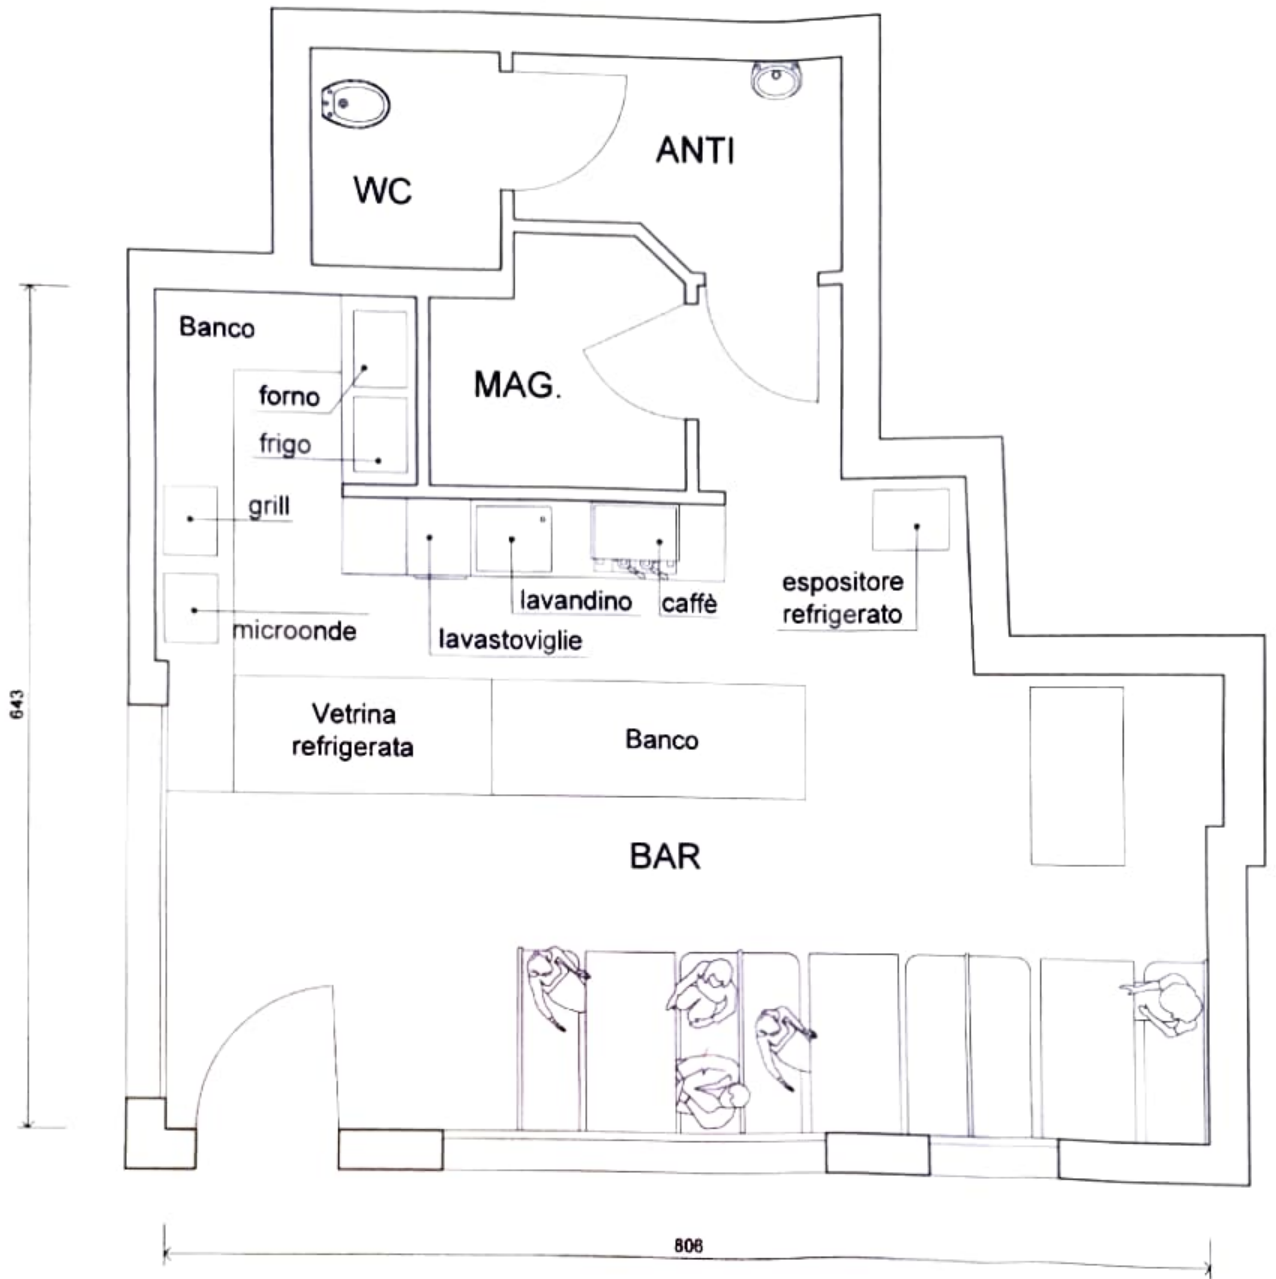 ANTI
WC
Banco
forno
frigo
MAG.
grill
microonde
lavandino
caffè
lavastoviglie
espositore
refrigerato
Vetrina
refrigerata
Banco
BAR
643
806